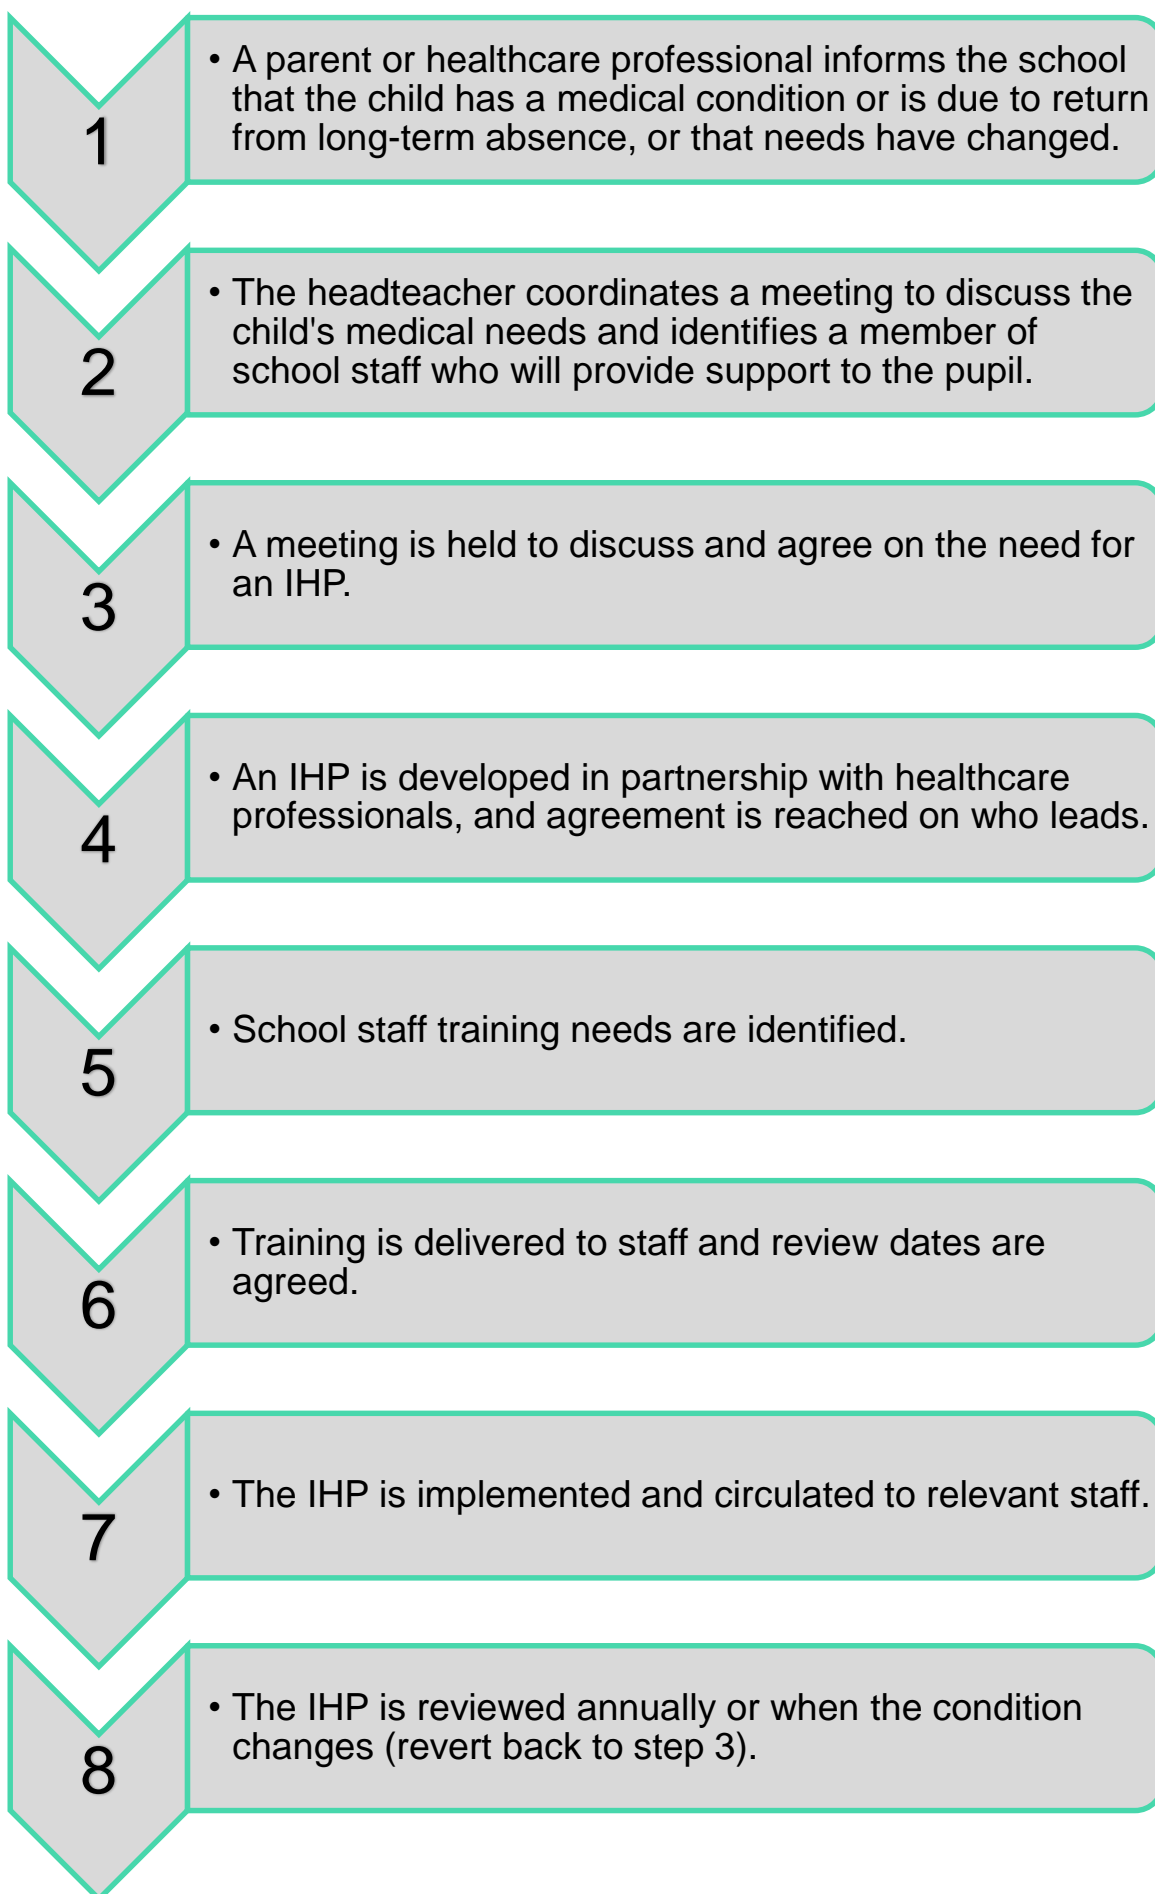 1
• A parent or healthcare professional informs the school
that the child has a medical condition or is due to return
from long-term absence, or that needs have changed.
2
• The headteacher coordinates a meeting to discuss the
child's medical needs and identifies a member of
school staff who will provide support to the pupil.
3
• A meeting is held to discuss and agree on the need for
an IHP.
4
• An IHP is developed in partnership with healthcare
professionals, and agreement is reached on who leads.
5
• School staff training needs are identified.
6
• Training is delivered to staff and review dates are
agreed.
7
• The IHP is implemented and circulated to relevant staff.
8
• The IHP is reviewed annually or when the condition
changes (revert back to step 3).